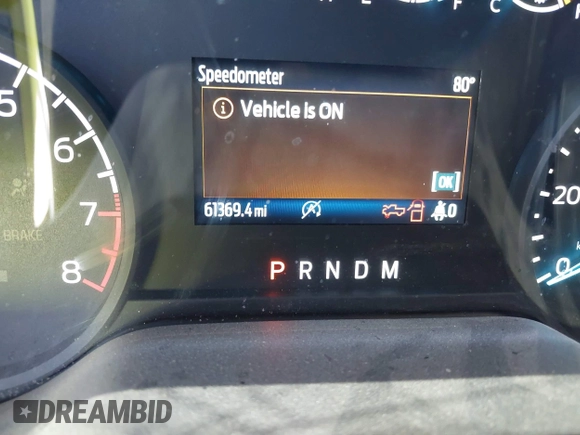 H E F C
Speedometer 80°
Vehicle is ON
[OK]
61369.4 mi 0
5
6
7
8
BRAKE
P R N D M
20
0
DREAMBID